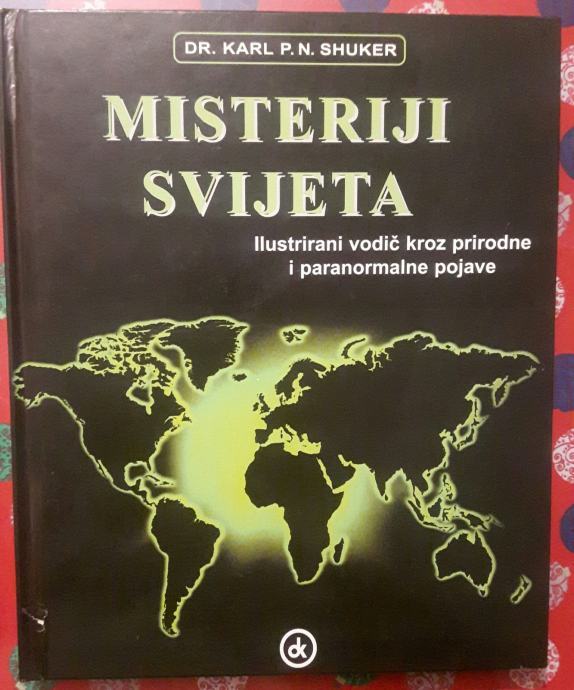 DR. KARL P. N. SHUKER
MISTERIJI
SVIJETA
Ilustrirani vodič kroz prirodne
i paranormalne pojave
dk